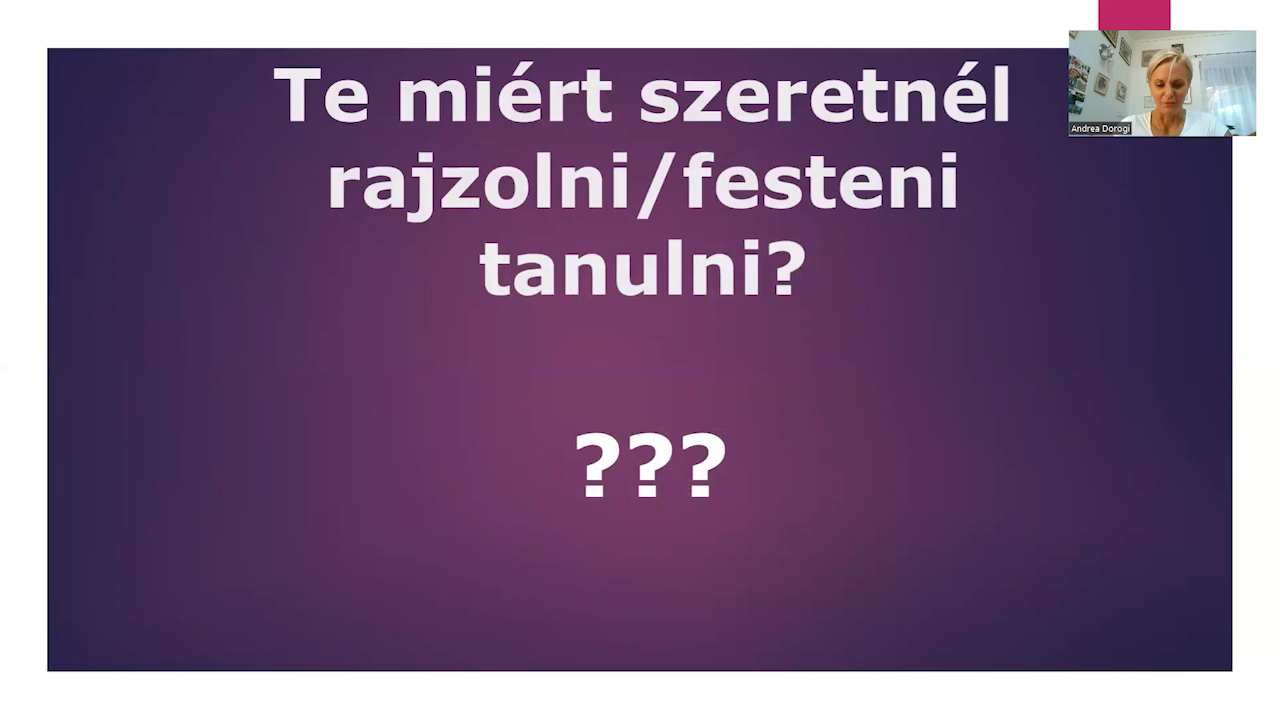 Te miért szeretnél
rajzolni/festeni
tanulni?
???
Andrea Dorogi